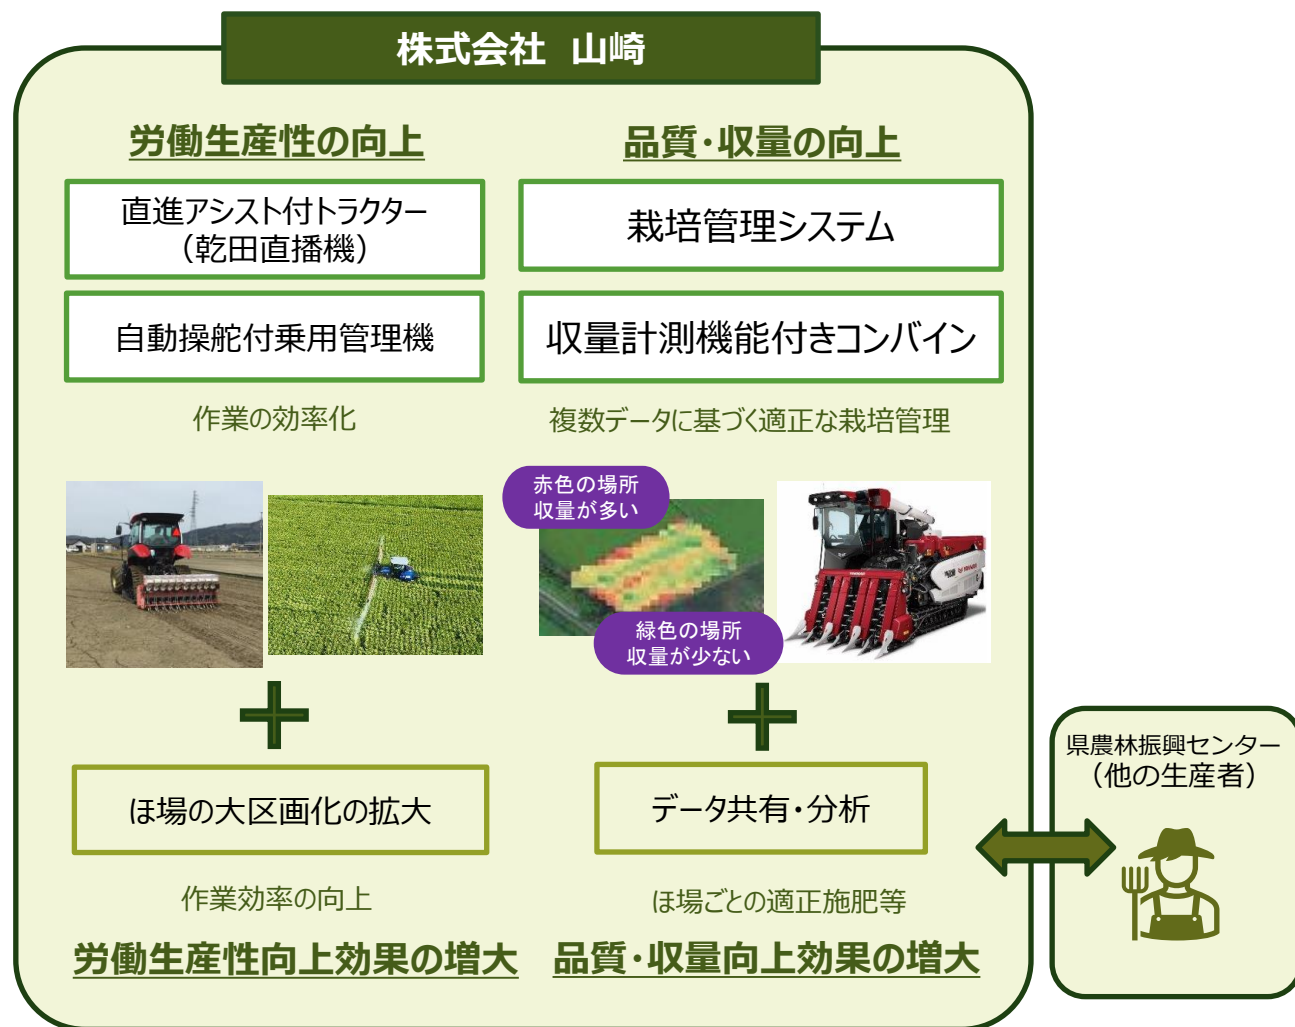 株式会社 山崎
労働生産性の向上
直進アシスト付トラクター
（乾田直播機）
自動操舵付乗用管理機
作業の効率化
品質・収量の向上
栽培管理システム
収量計測機能付きコンバイン
複数データに基づく適正な栽培管理
赤色の場所
収量が多い
緑色の場所
収量が少ない
ほ場の大区画化の拡大
作業効率の向上
労働生産性向上効果の増大
データ共有・分析
ほ場ごとの適正施肥等
品質・収量向上効果の増大
県農林振興センター
（他の生産者）